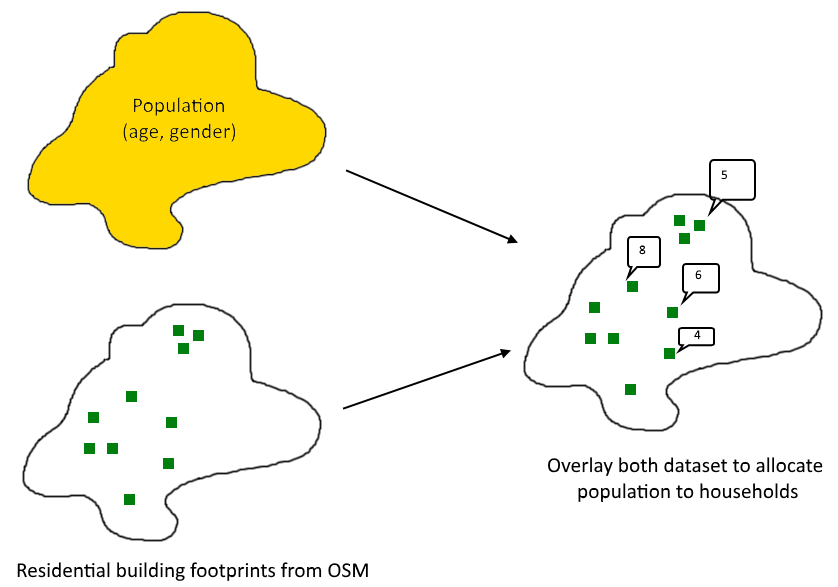 Population
(age, gender)
5
8
6
4
Overlay both dataset to allocate
population to households
Residential building footprints from OSM